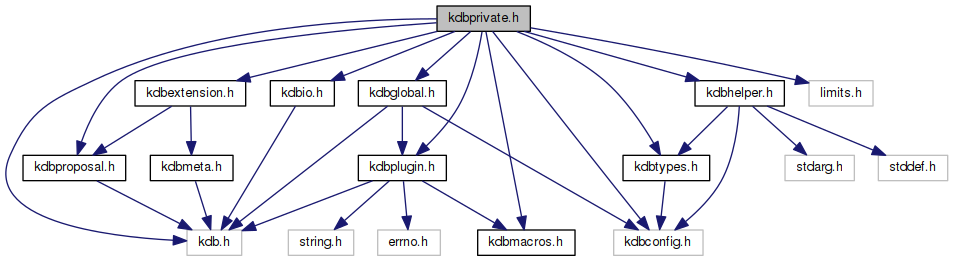 kdbprivate.h
kdbextension.h
kdbio.h
kdbglobal.h
kdbhelper.h
limits.h
kdbproposal.h
kdbmeta.h
kdbplugin.h
kdbtypes.h
stdarg.h
stddef.h
kdb.h
string.h
errno.h
kdbmacros.h
kdbconfig.h